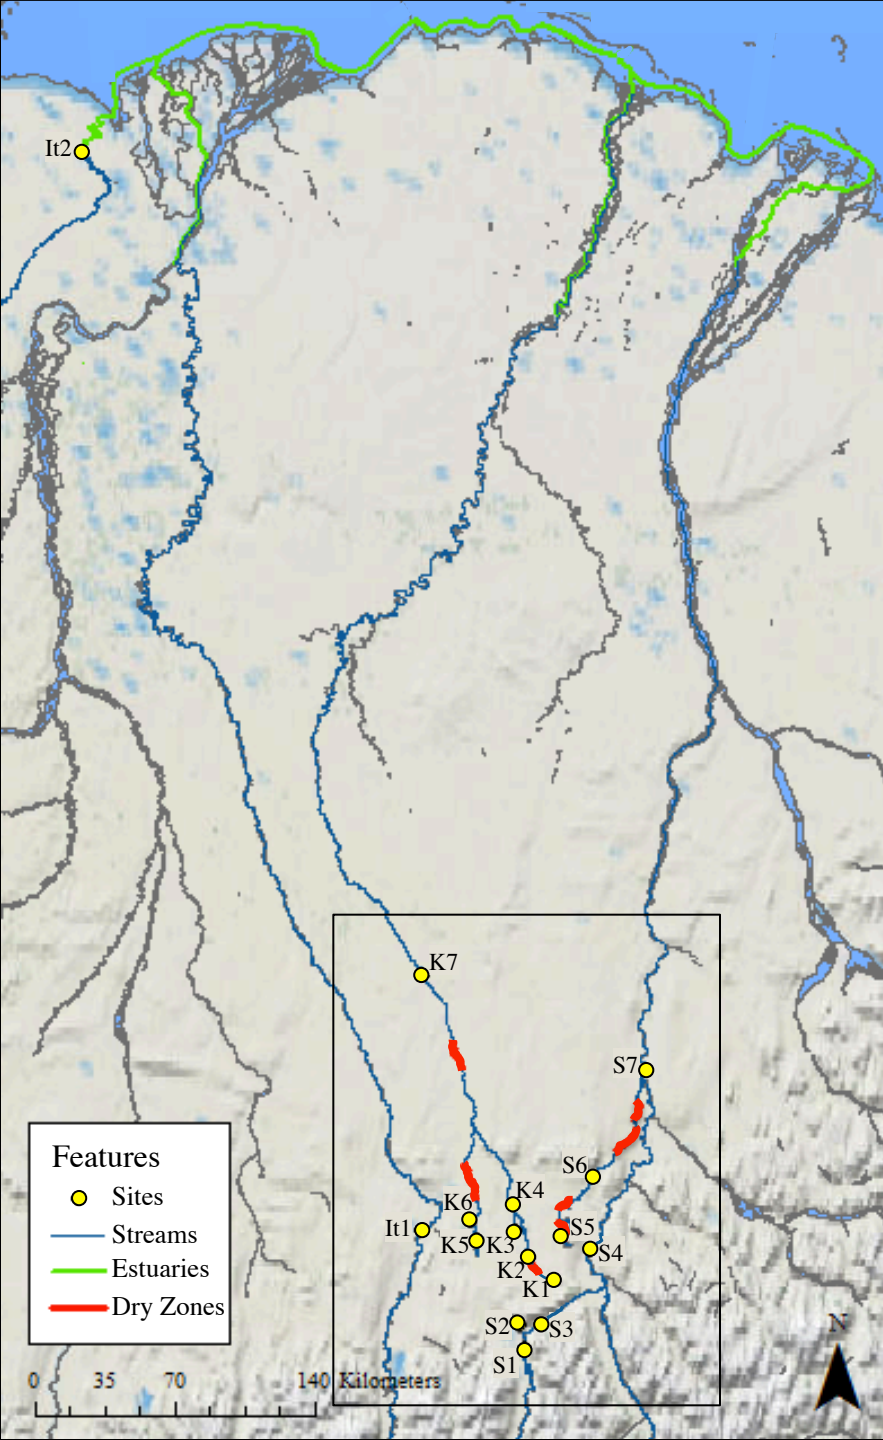 It2
K7
S7
S6
K4
K6
It1
K5
K3
S5
S4
K2
K1
S2
S3
S1
Features
Sites
Streams
Estuaries
Dry Zones
N
0 35 70 140 Kilometers